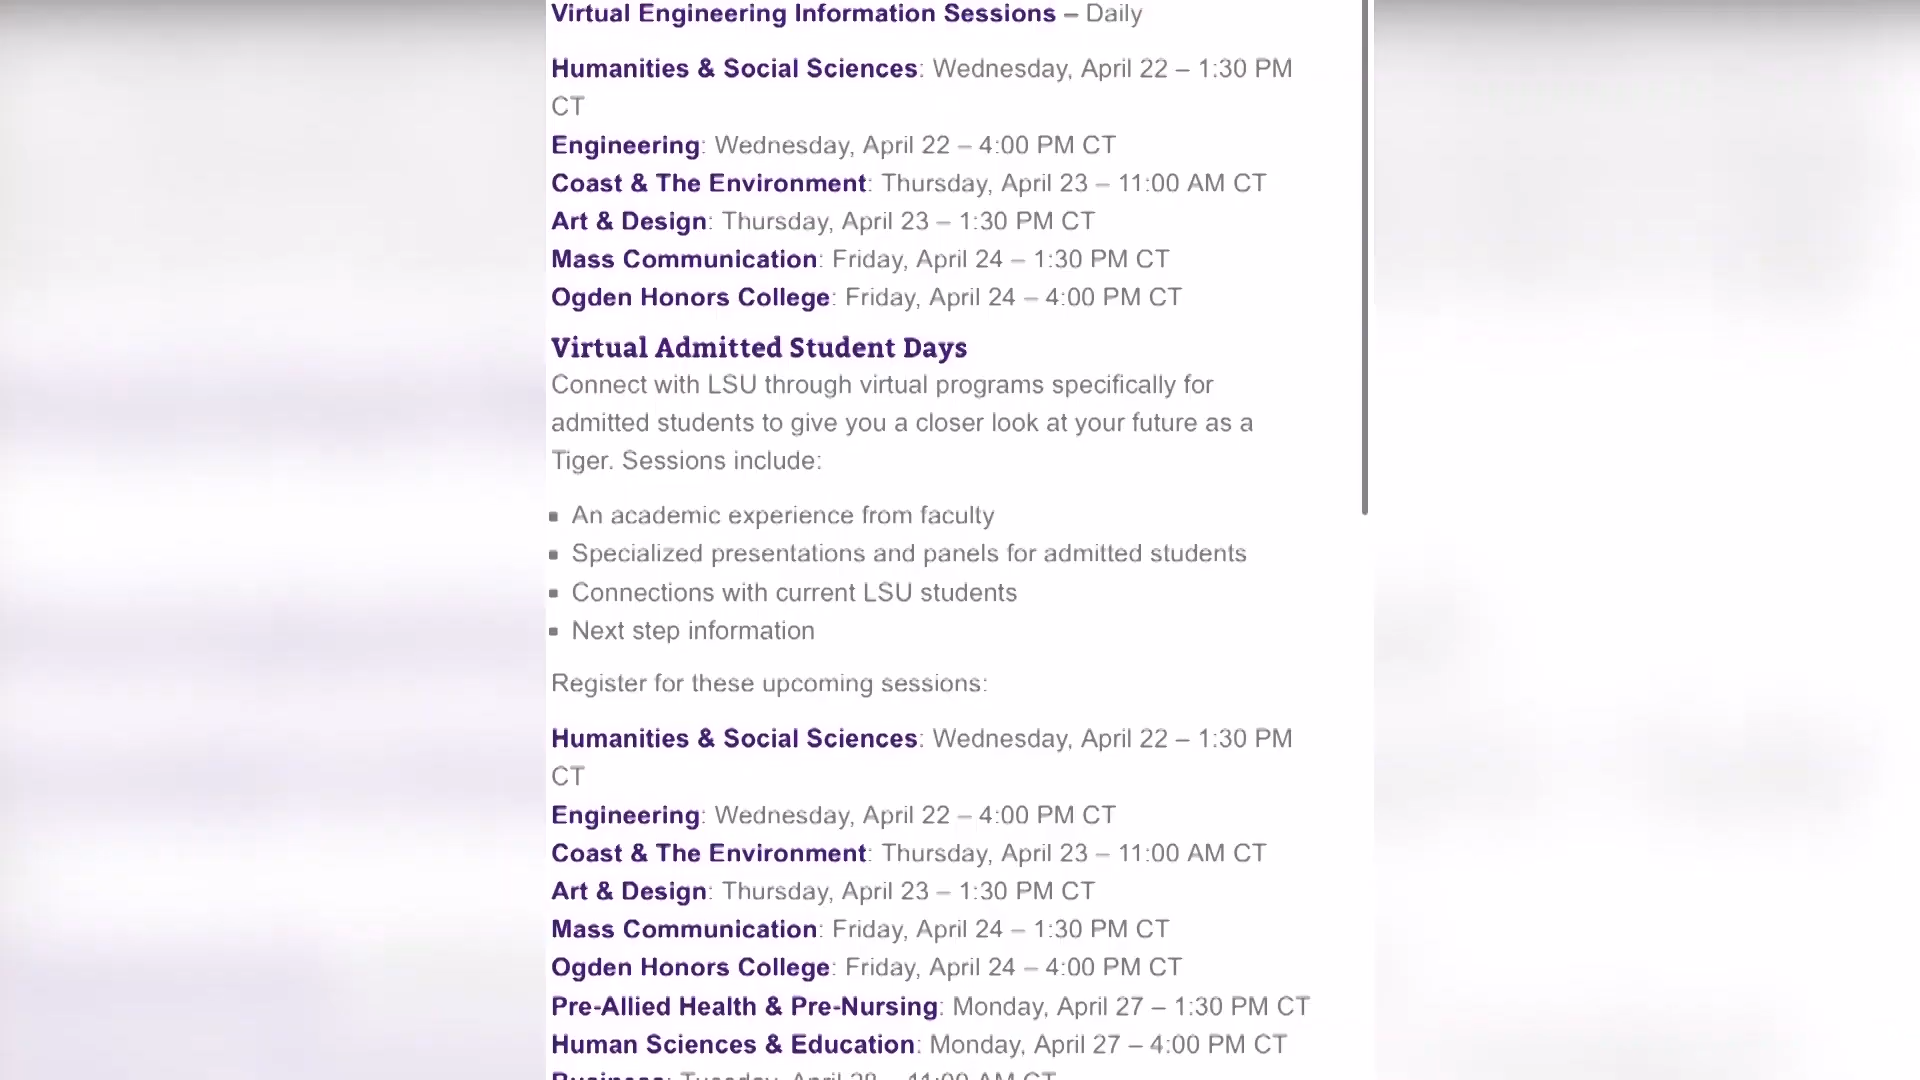 Virtual Engineering Information Sessions – Daily
Humanities & Social Sciences: Wednesday, April 22 – 1:30 PM
CT
Engineering: Wednesday, April 22 – 4:00 PM CT
Coast & The Environment: Thursday, April 23 – 11:00 AM CT
Art & Design: Thursday, April 23 – 1:30 PM CT
Mass Communication: Friday, April 24 – 1:30 PM CT
Ogden Honors College: Friday, April 24 – 4:00 PM CT
Virtual Admitted Student Days
Connect with LSU through virtual programs specifically for
admitted students to give you a closer look at your future as a
Tiger. Sessions include:
▪ An academic experience from faculty
▪ Specialized presentations and panels for admitted students
▪ Connections with current LSU students
▪ Next step information
Register for these upcoming sessions:
Humanities & Social Sciences: Wednesday, April 22 – 1:30 PM
CT
Engineering: Wednesday, April 22 – 4:00 PM CT
Coast & The Environment: Thursday, April 23 – 11:00 AM CT
Art & Design: Thursday, April 23 – 1:30 PM CT
Mass Communication: Friday, April 24 – 1:30 PM CT
Ogden Honors College: Friday, April 24 – 4:00 PM CT
Pre-Allied Health & Pre-Nursing: Monday, April 27 – 1:30 PM CT
Human Sciences & Education: Monday, April 27 – 4:00 PM CT
Business: Tuesday, April 28 – 11:00 AM CT